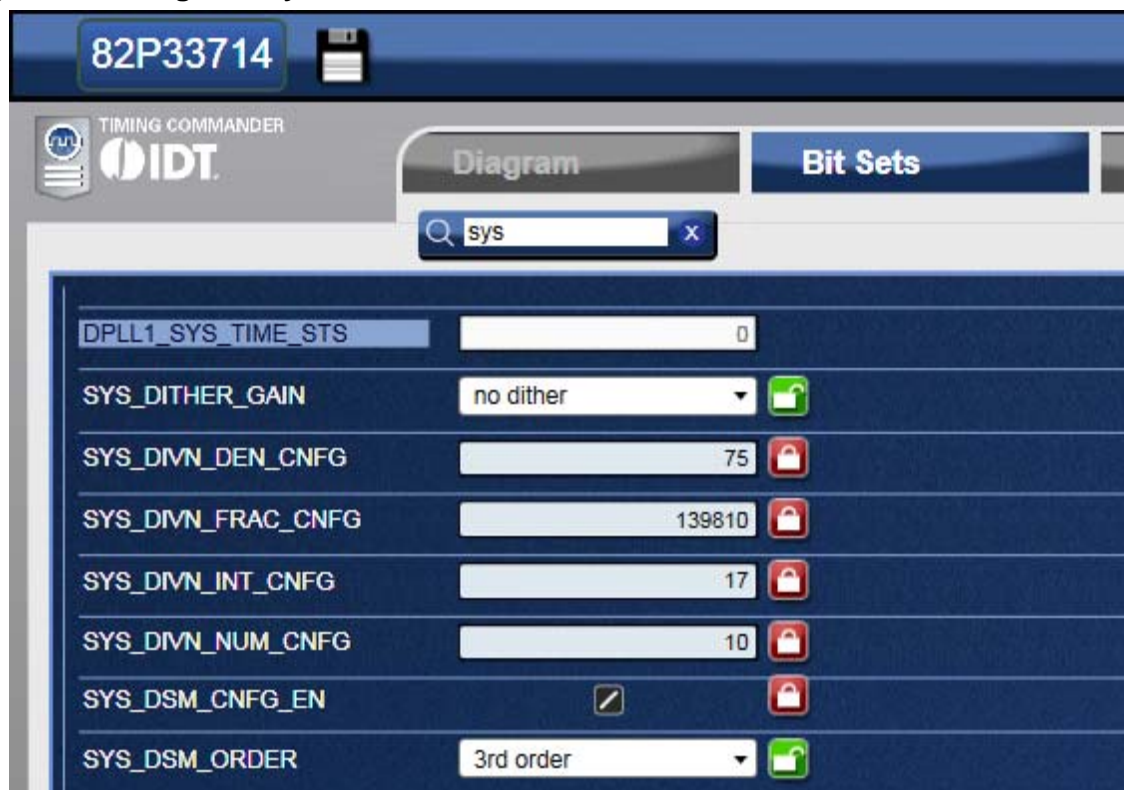 82P33714
TIMING COMMANDER
IDT.
Diagram
Bit Sets
sys
x
DPLL1_SYS_TIME_STS 0
SYS_DITHER_GAIN no dither
SYS_DIVN_DEN_CNFG 75
SYS_DIVN_FRAC_CNFG 139810
SYS_DIVN_INT_CNFG 17
SYS_DIVN_NUM_CNFG 10
SYS_DSM_CNFG_EN
SYS_DSM_ORDER 3rd order